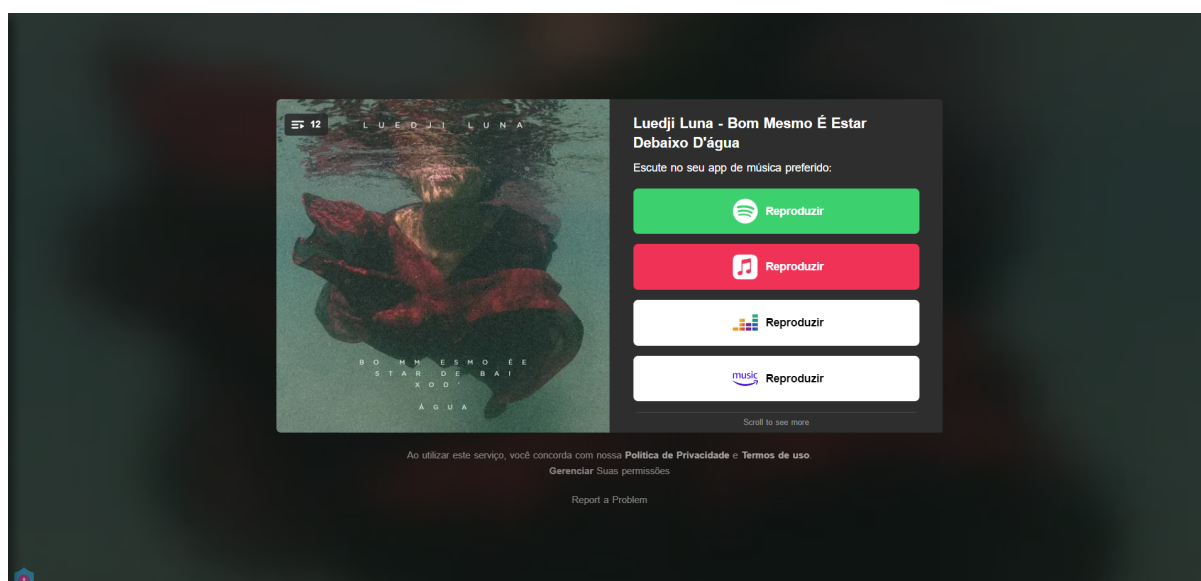 12
LUEDJI LUNA
BO MM ESMO ÉE
STAR DE BAI
XOD'
ÁGUA
Luedji Luna - Bom Mesmo É Estar
Debaixo D'água
Escute no seu app de música preferido:
Reproduzir
Reproduzir
Reproduzir
music Reproduzir
Scroll to see more
Ao utilizar este serviço, você concorda com nossa Política de Privacidade e Termos de uso.
Gerenciar Suas permissões
Report a Problem